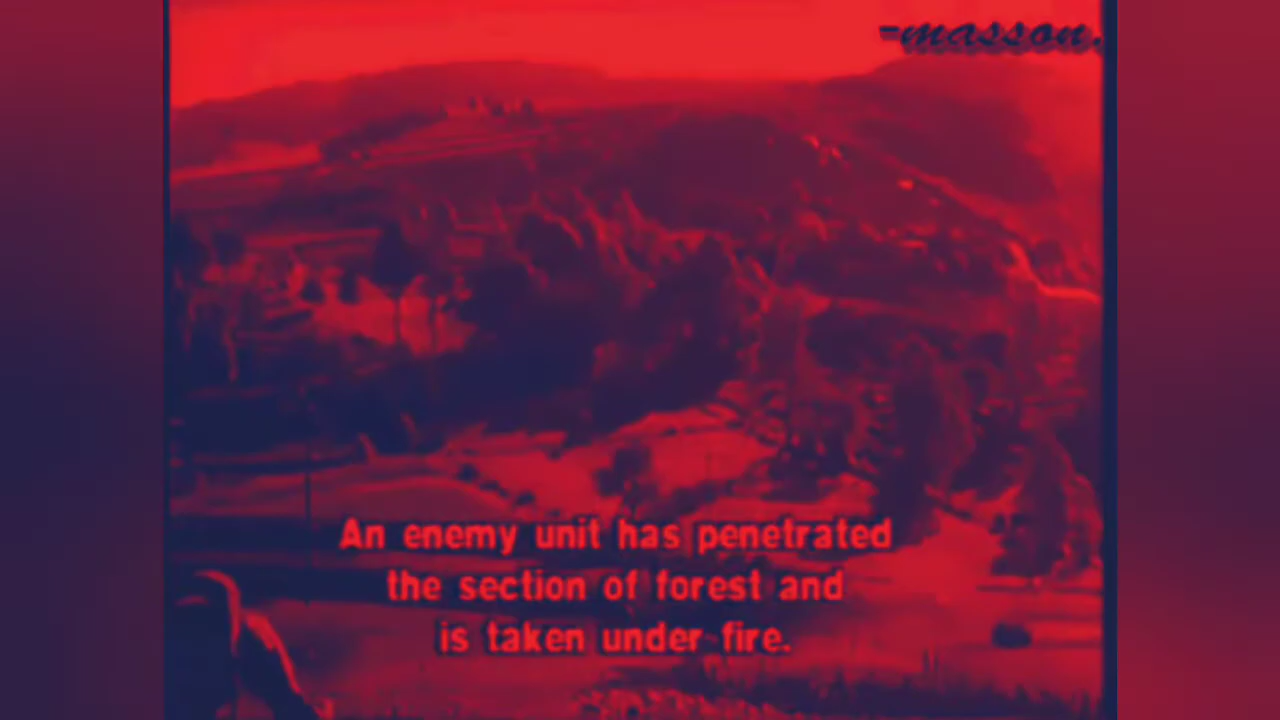 -masson.
An enemy unit has penetrated
the section of forest and
is taken under fire.